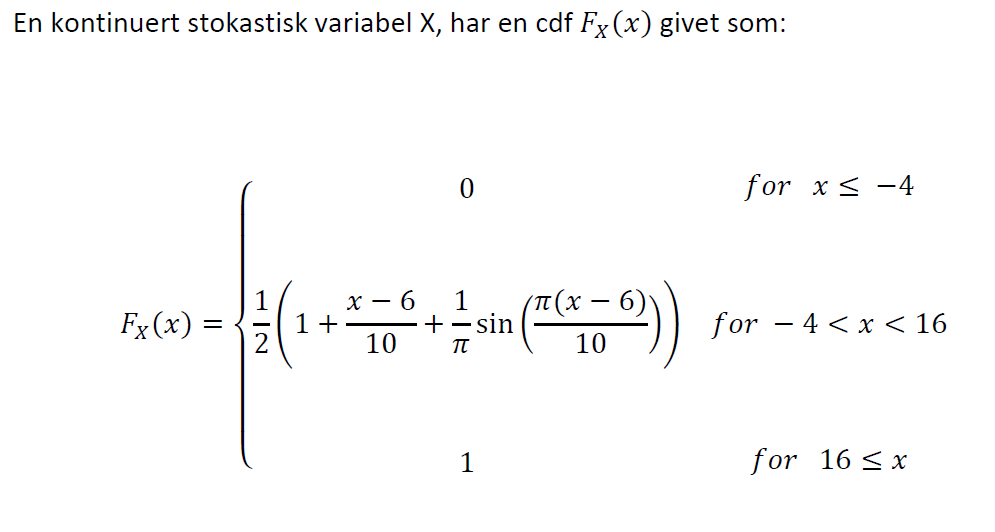 En kontinuert stokastisk variabel X, har en cdf F_X(x) givet som:
0 for x ≤ −4
F_X(x) = { 1/2 (1 + (x − 6)/10 + 1/π sin(π(x − 6)/10)) for − 4 < x < 16
1 for 16 ≤ x